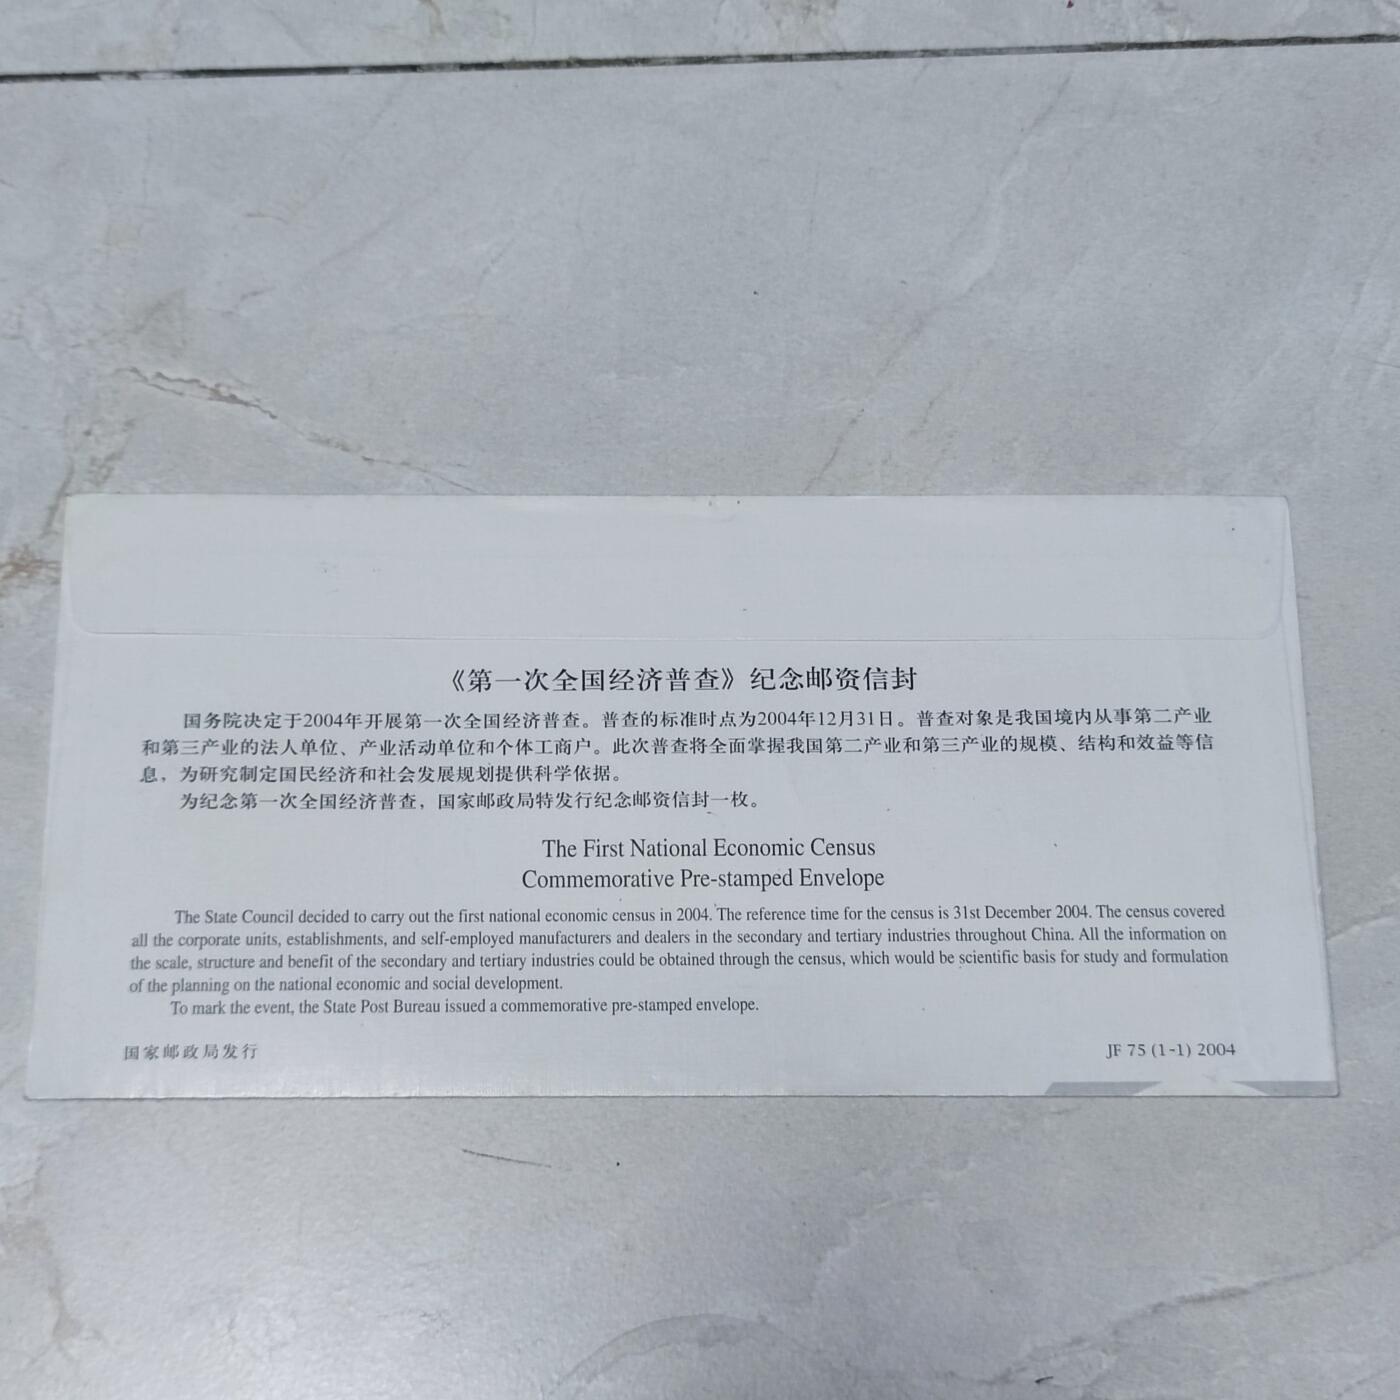 《第一次全国经济普查》纪念邮资信封
国务院决定于2004年开展第一次全国经济普查。普查的标准时点为2004年12月31日。普查对象是我国境内从事第二产业
和第三产业的法人单位、产业活动单位和个体工商户。此次普查将全面掌握我国第二产业和第三产业的规模、结构和效益等信
息，为研究制定国民经济和社会发展规划提供科学依据。
为纪念第一次全国经济普查，国家邮政局特发行纪念邮资信封一枚。
The First National Economic Census
Commemorative Pre-stamped Envelope
The State Council decided to carry out the first national economic census in 2004. The reference time for the census is 31st December 2004. The census covered
all the corporate units, establishments, and self-employed manufacturers and dealers in the secondary and tertiary industries throughout China. All the information on
the scale, structure and benefit of the secondary and tertiary industries could be obtained through the census, which would be scientific basis for study and formulation
of the planning on the national economic and social development.
To mark the event, the State Post Bureau issued a commemorative pre-stamped envelope.
国家邮政局发行
JF 75 (1-1) 2004